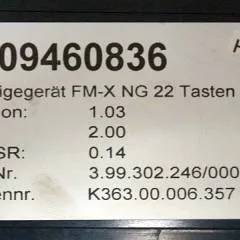 09460836
igegerät FM-X NG 22 Tasten
on: 1.03
2.00
SR: 0.14
Nr. 3.99.302.246/000
ennr. K363.00.006.357